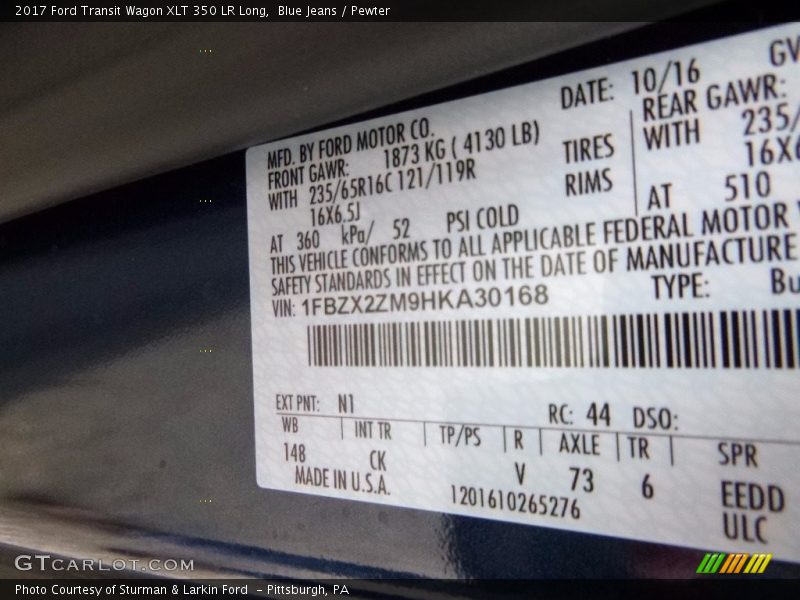 2017 Ford Transit Wagon XLT 350 LR Long, Blue Jeans / Pewter
MFD. BY FORD MOTOR CO. DATE: 10/16
FRONT GAWR: 1873 KG ( 4130 LB) REAR GAWR:
WITH 235/65R16C 121/119R TIRES WITH 235/
16X6.5J RIMS 16X6
AT 360 kPa/ 52 PSI COLD AT 510
THIS VEHICLE CONFORMS TO ALL APPLICABLE FEDERAL MOTOR
SAFETY STANDARDS IN EFFECT ON THE DATE OF MANUFACTURE
VIN: 1FBZX2ZM9HKA30168 TYPE: Bu
EXT PNT: N1 RC: 44 DSO:
WB INT TR TP/PS R AXLE TR SPR
148 CK V 73 6 EEDD
MADE IN U.S.A. 1201610265276 ULC
GTCARLOT.COM
Photo Courtesy of Sturman & Larkin Ford - Pittsburgh, PA